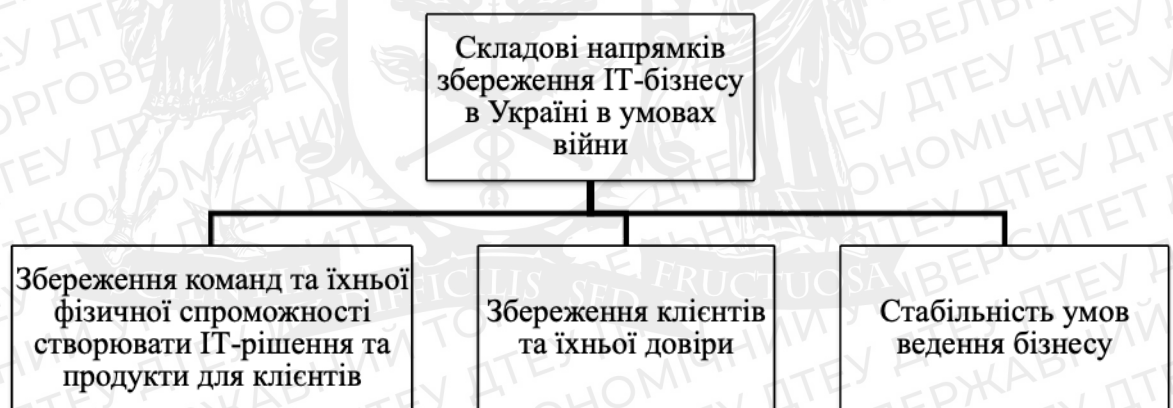 Складові напрямків
збереження ІТ-бізнесу
в Україні в умовах
війни
Збереження команд та їхньої
фізичної спроможності
створювати ІТ-рішення та
продукти для клієнтів
Збереження клієнтів
та їхньої довіри
Стабільність умов
ведення бізнесу